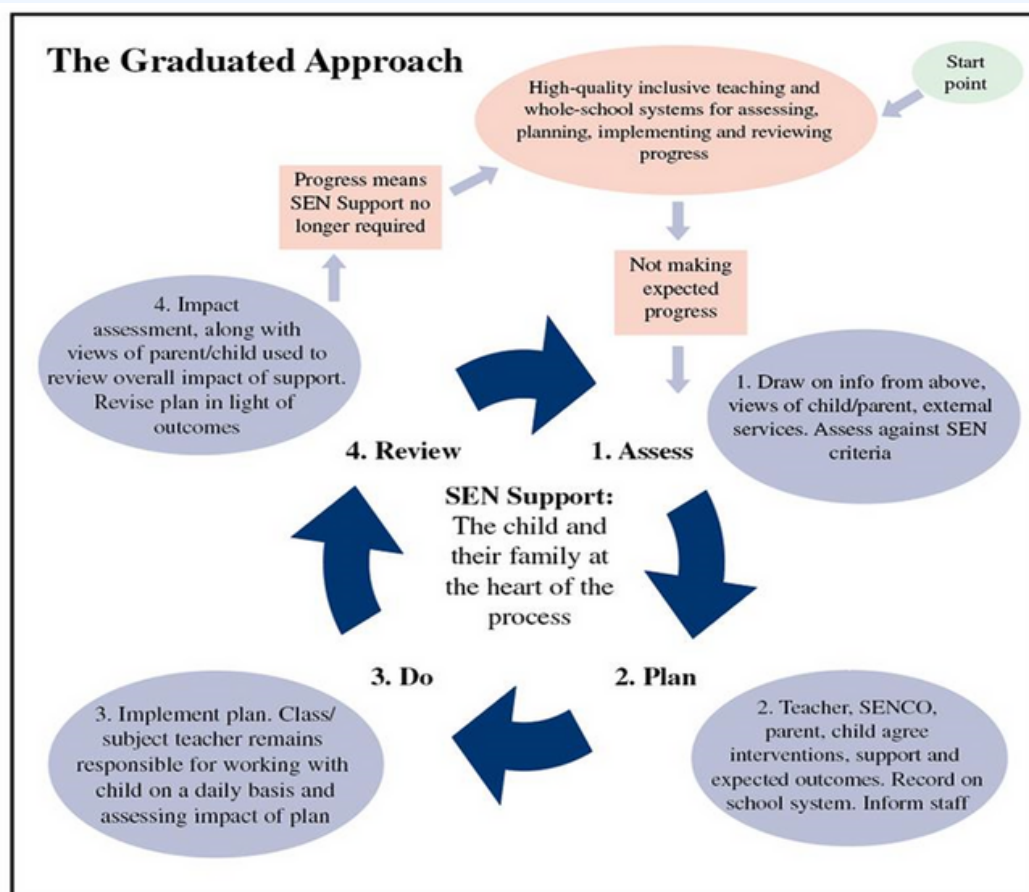 The Graduated Approach
Start
point
High-quality inclusive teaching and
whole-school systems for assessing,
planning, implementing and reviewing
progress
Progress means
SEN Support no
longer required
Not making
expected
progress
4. Impact
assessment, along with
views of parent/child used to
review overall impact of support.
Revise plan in light of
outcomes
1. Draw on info from above,
views of child/parent, external
services. Assess against SEN
criteria
4. Review
1. Assess
SEN Support:
The child and
their family at
the heart of the
process
3. Do
2. Plan
3. Implement plan. Class/
subject teacher remains
responsible for working with
child on a daily basis and
assessing impact of plan
2. Teacher, SENCO,
parent, child agree
interventions, support and
expected outcomes. Record on
school system. Inform staff